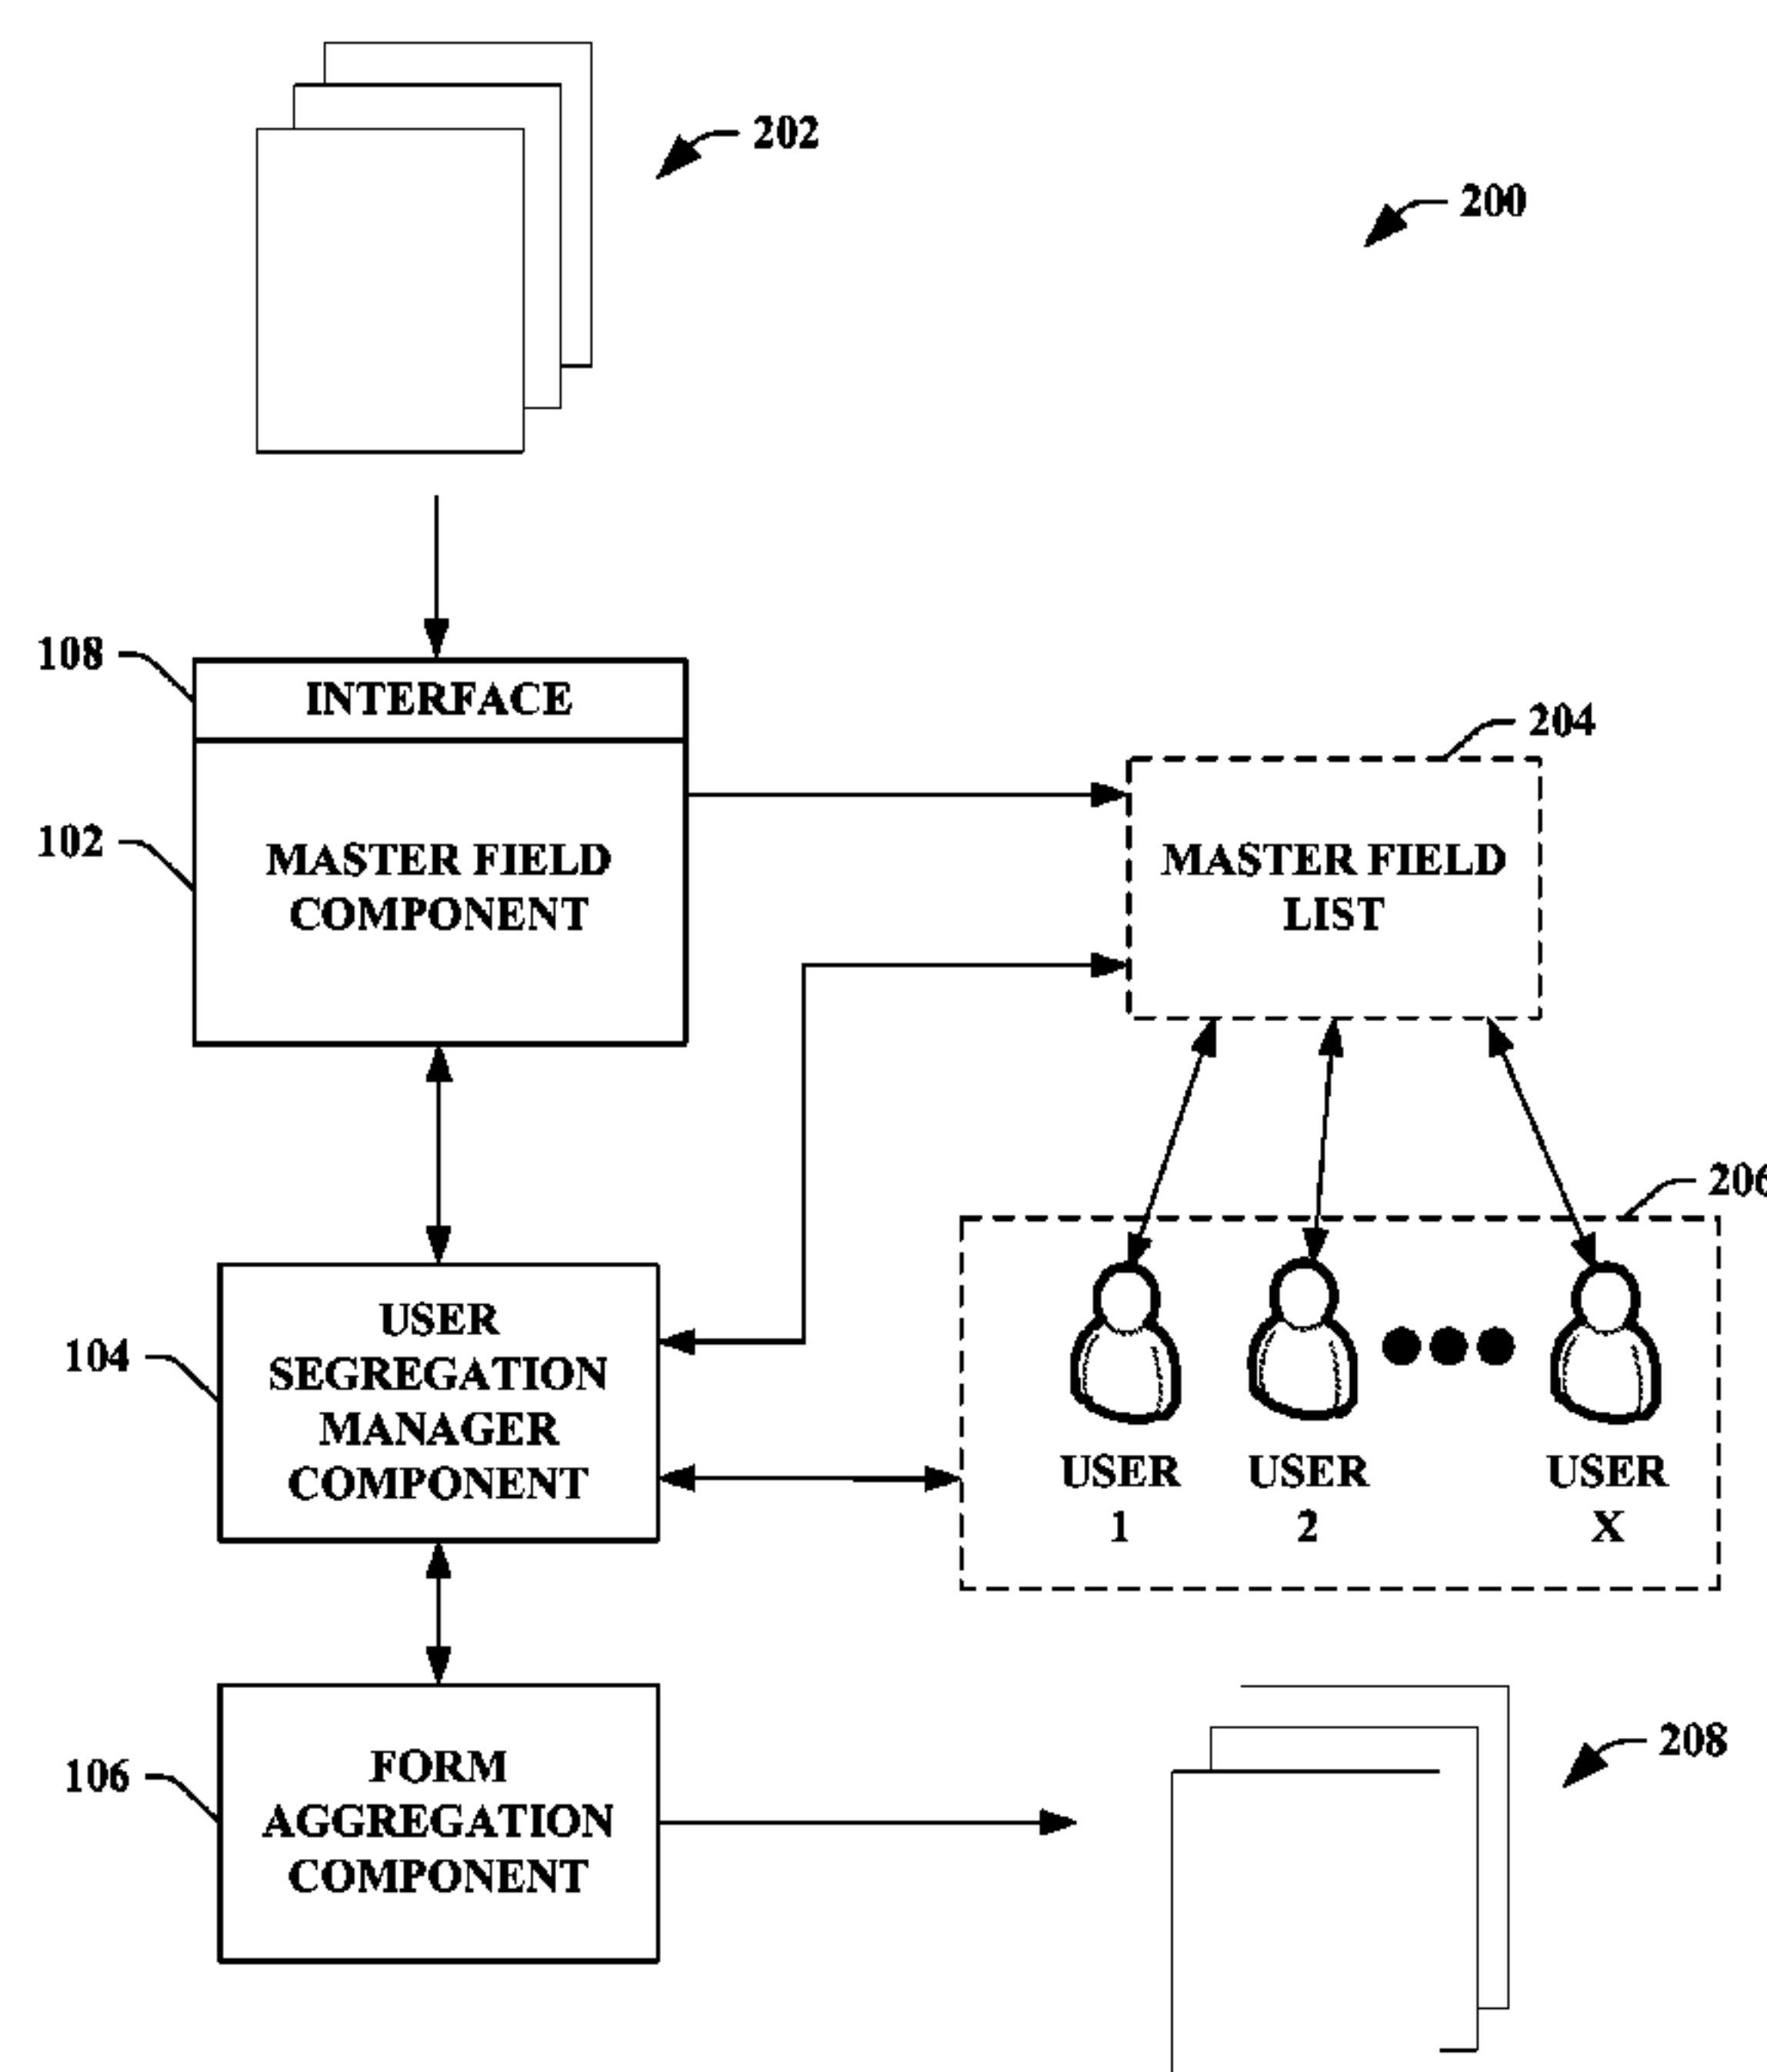 202
200
108
INTERFACE
204
102
MASTER FIELD
COMPONENT
MASTER FIELD
LIST
206
104
USER
SEGREGATION
MANAGER
COMPONENT
USER
1
USER
2
USER
X
106
FORM
AGGREGATION
COMPONENT
208